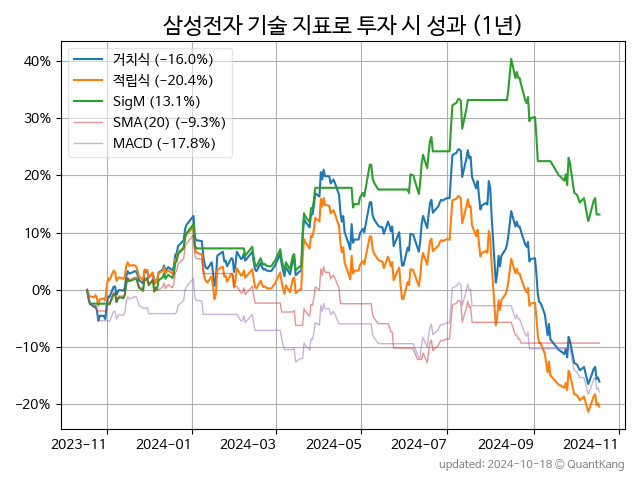 삼성전자 기술 지표로 투자 시 성과 (1년)
거치식 (−16.0%)
적립식 (−20.4%)
SigM (13.1%)
SMA(20) (−9.3%)
MACD (−17.8%)
40%
30%
20%
10%
0%
−10%
−20%
2023-11 2024-01 2024-03 2024-05 2024-07 2024-09 2024-11
updated: 2024-10-18 © QuantKang